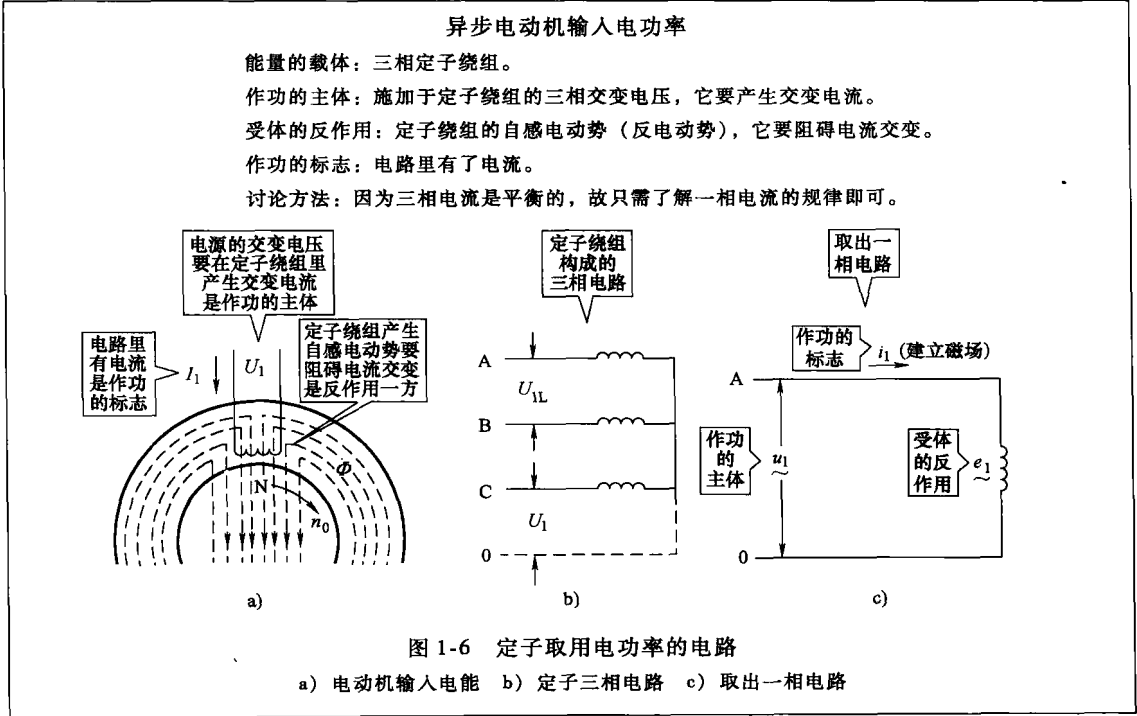 异步电动机输入电功率
能量的载体：三相定子绕组。
作功的主体：施加于定子绕组的三相交变电压，它要产生交变电流。
受体的反作用：定子绕组的自感电动势（反电动势），它要阻碍电流交变。
作功的标志：电路里有了电流。
讨论方法：因为三相电流是平衡的，故只需了解一相电流的规律即可。
电源的交变电压
要在定子绕组里
产生交变电流
是作功的主体
电路里
有电流
是作功
的标志
I₁
U₁
定子绕组产生
自感电动势要
阻碍电流交变
是反作用一方
Φ
N
n₀
a)
定子绕组
构成的
三相电路
A
U₁L
B
C
U₁
0
b)
取出一
相电路
作功的
标志
i₁ (建立磁场)
A
作功
的
主体
u₁
~
受体
的反
作用
e₁
~
0
c)
图 1-6 定子取用电功率的电路
a) 电动机输入电能 b) 定子三相电路 c) 取出一相电路